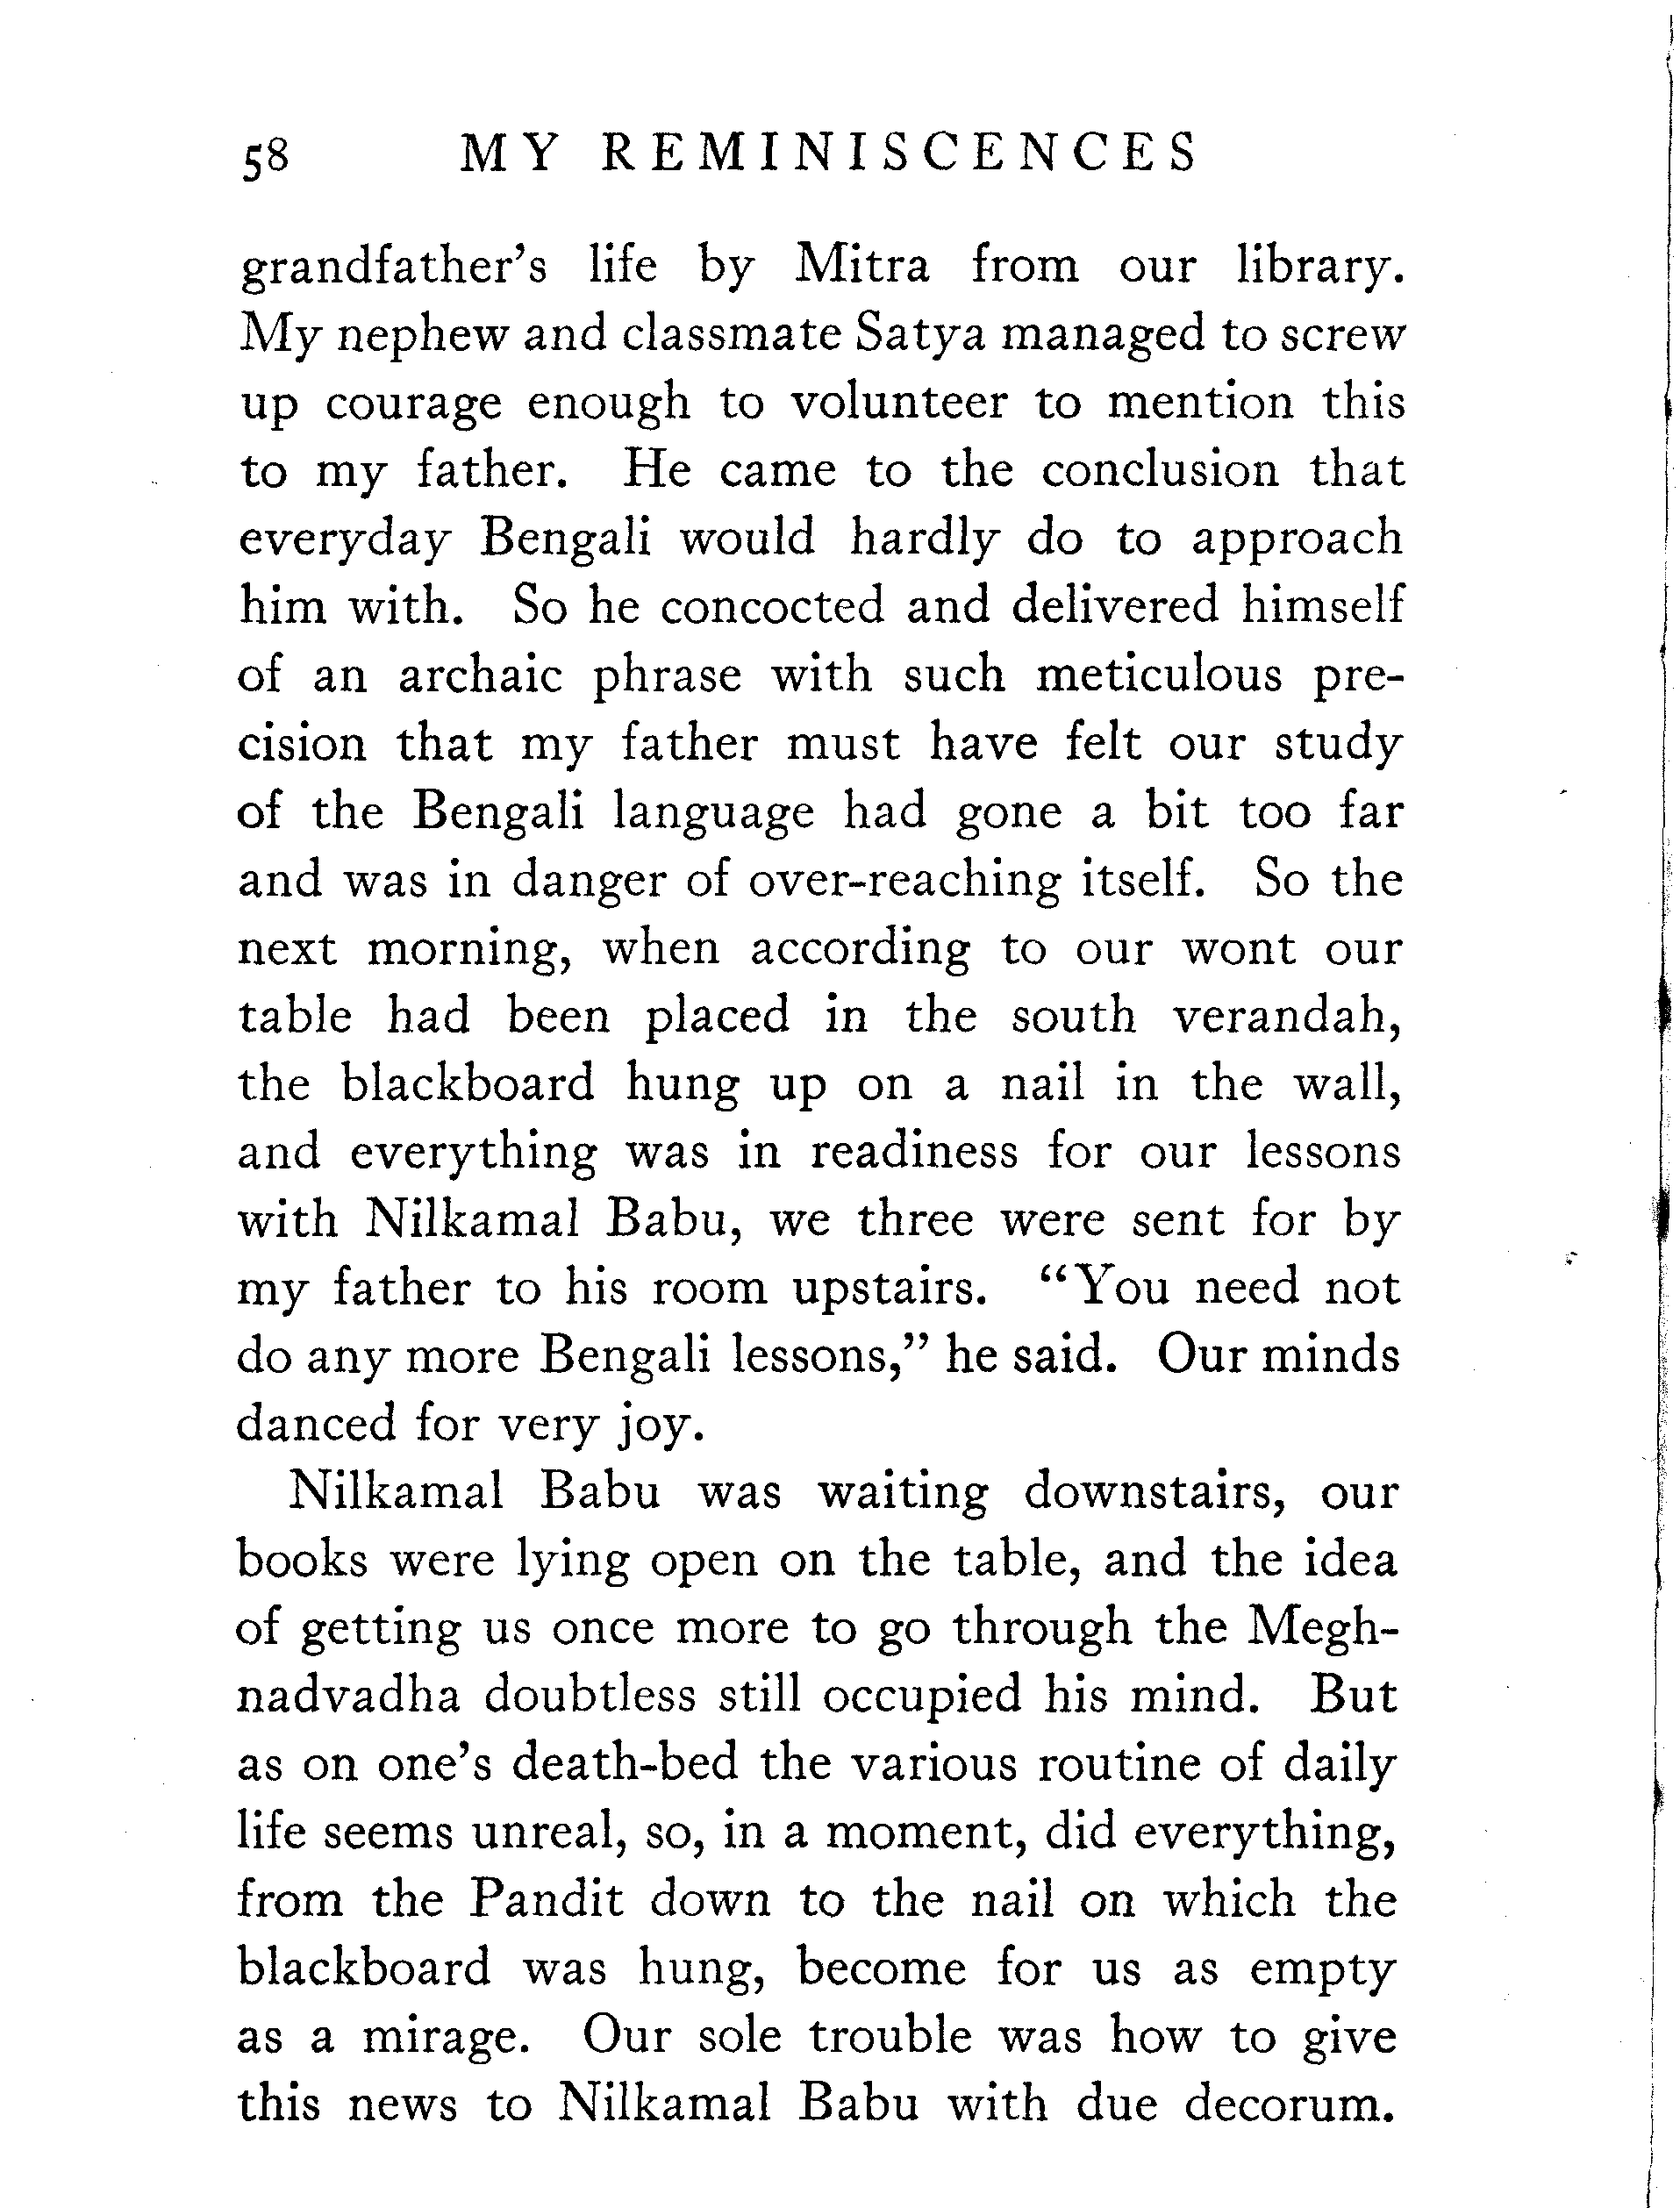 58 MY REMINISCENCES
grandfather's life by Mitra from our library.
My nephew and classmate Satya managed to screw
up courage enough to volunteer to mention this
to my father. He came to the conclusion that
everyday Bengali would hardly do to approach
him with. So he concocted and delivered himself
of an archaic phrase with such meticulous pre-
cision that my father must have felt our study
of the Bengali language had gone a bit too far
and was in danger of over-reaching itself. So the
next morning, when according to our wont our
table had been placed in the south verandah,
the blackboard hung up on a nail in the wall,
and everything was in readiness for our lessons
with Nilkamal Babu, we three were sent for by
my father to his room upstairs. “You need not
do any more Bengali lessons,” he said. Our minds
danced for very joy.
Nilkamal Babu was waiting downstairs, our
books were lying open on the table, and the idea
of getting us once more to go through the Megh-
nadvadha doubtless still occupied his mind. But
as on one's death-bed the various routine of daily
life seems unreal, so, in a moment, did everything,
from the Pandit down to the nail on which the
blackboard was hung, become for us as empty
as a mirage. Our sole trouble was how to give
this news to Nilkamal Babu with due decorum.